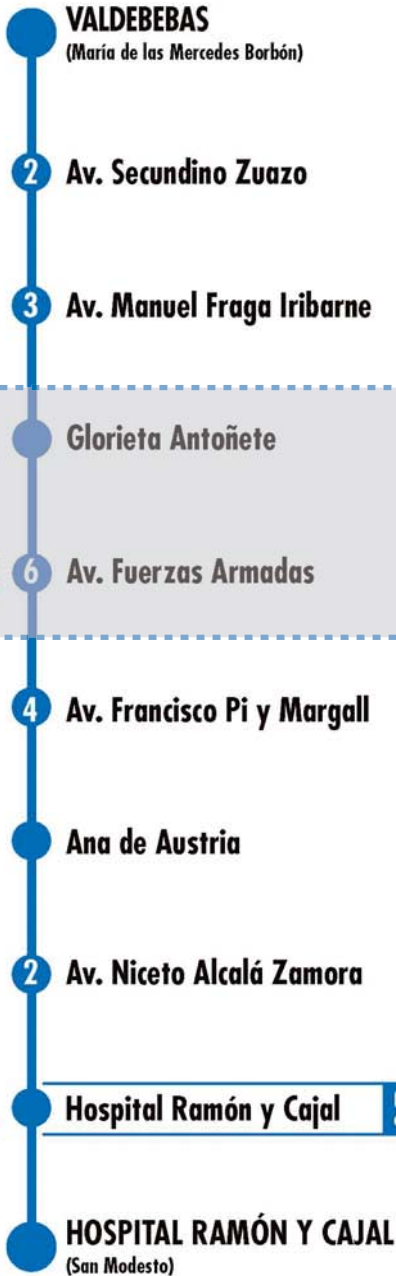 VALDEBEBAS
(María de las Mercedes Borbón)
2 Av. Secundino Zuazo
3 Av. Manuel Fraga Iribarne
Glorieta Antoñete
6 Av. Fuerzas Armadas
4 Av. Francisco Pi y Margall
Ana de Austria
2 Av. Niceto Alcalá Zamora
Hospital Ramón y Cajal
HOSPITAL RAMÓN Y CAJAL
(San Modesto)